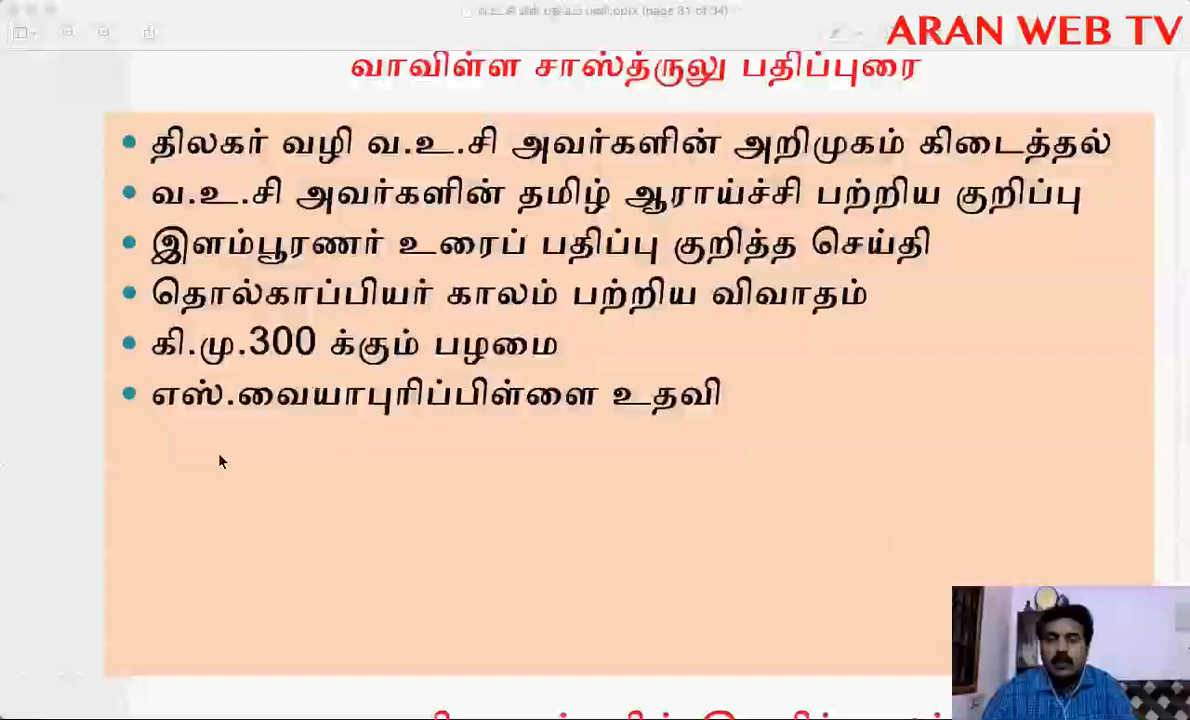 ARAN WEB TV
வாவிள்ள சாஸ்த்ருலு பதிப்புரை
திலகர் வழி வ.உ.சி அவர்களின் அறிமுகம் கிடைத்தல்
வ.உ.சி அவர்களின் தமிழ் ஆராய்ச்சி பற்றிய குறிப்பு
இளம்பூரணர் உரைப் பதிப்பு குறித்த செய்தி
தொல்காப்பியர் காலம் பற்றிய விவாதம்
கி.மு.300 க்கும் பழமை
எஸ்.வையாபுரிப்பிள்ளை உதவி